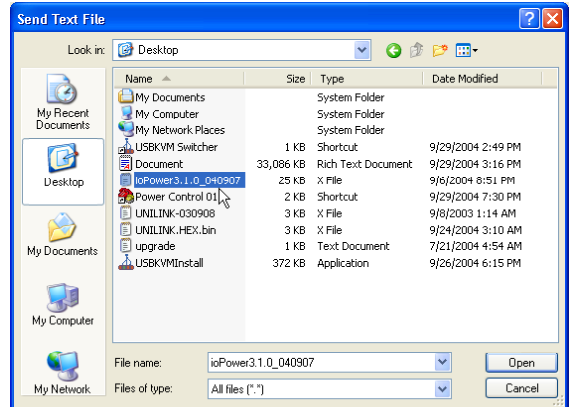 Send Text File
Look in: Desktop
Name Size Type Date Modified
My Documents System Folder
My Computer System Folder
My Network Places System Folder
USBKVM Switcher 1 KB Shortcut 9/29/2004 2:49 PM
Document 33,086 KB Rich Text Document 9/29/2004 3:16 PM
ioPower3.1.0_040907 25 KB X File 9/6/2004 8:51 PM
Power Control 01 2 KB Shortcut 9/29/2004 7:30 PM
UNILINK-030908 3 KB X File 9/8/2003 1:14 AM
UNILINK.HEX.bin 3 KB X File 9/24/2004 3:10 AM
upgrade 1 KB Text Document 7/21/2004 4:54 AM
USBKVMInstall 372 KB Application 9/26/2004 6:15 PM
My Recent
Documents
Desktop
My Documents
My Computer
My Network
File name: ioPower3.1.0_040907 Open
Files of type: All files (*.*) Cancel